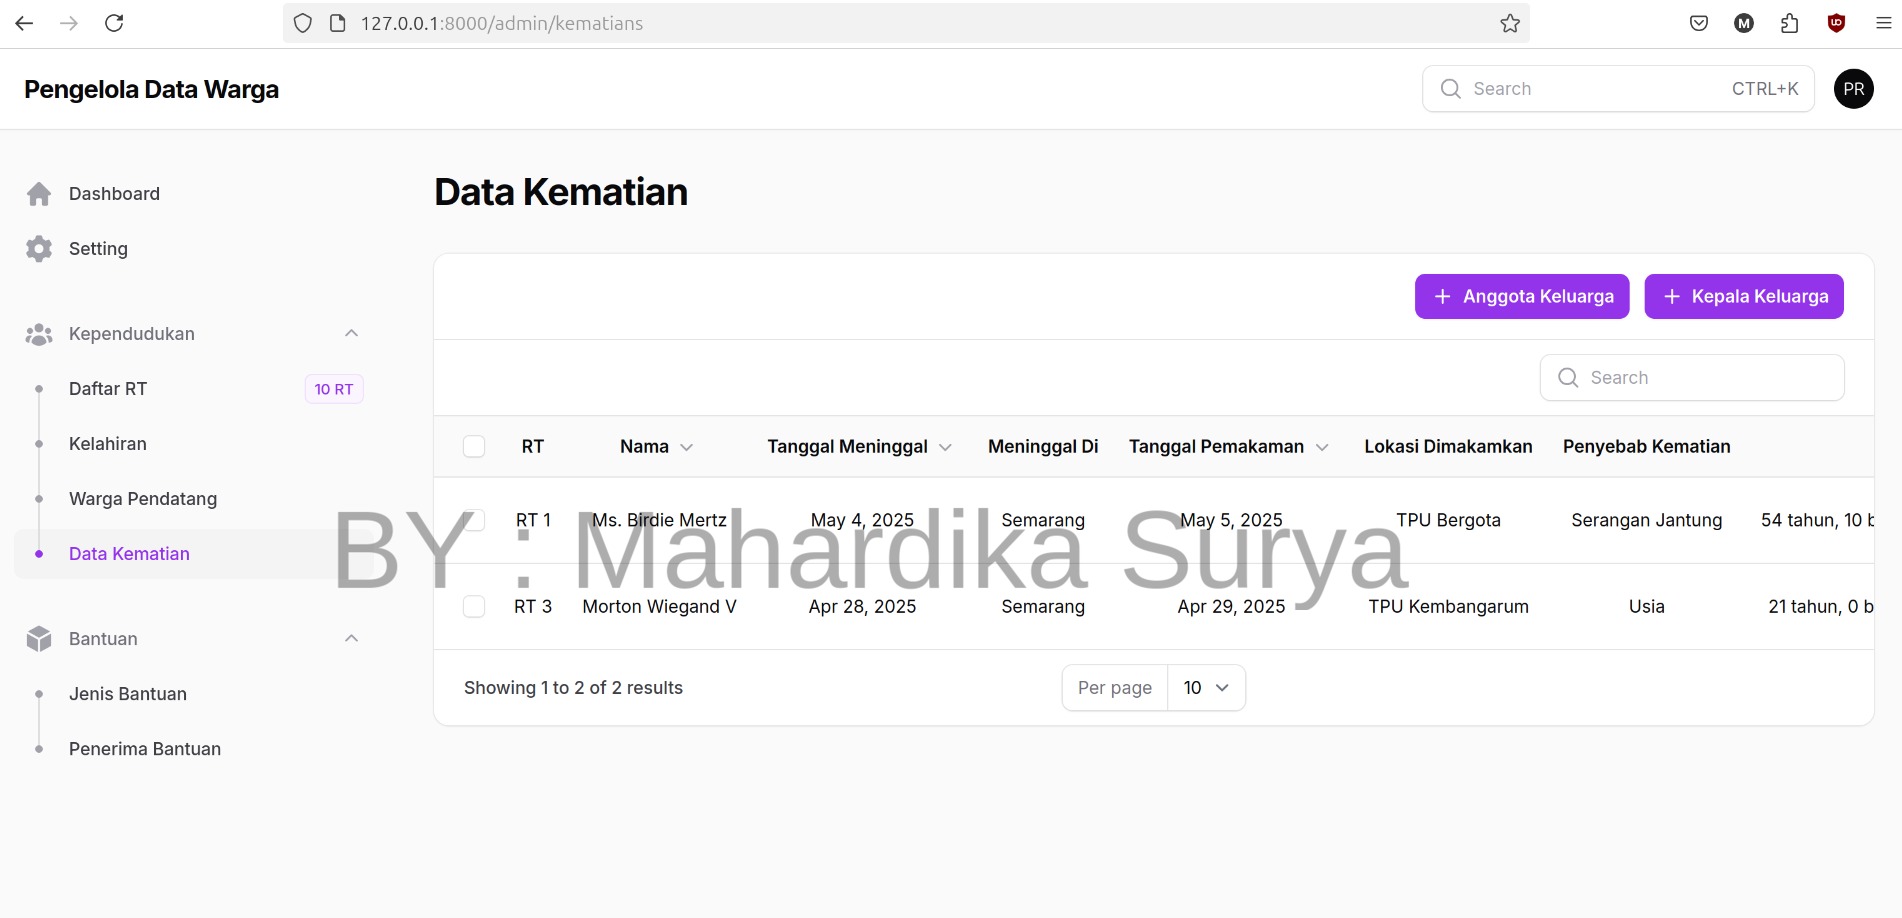 127.0.0.1:8000/admin/kematians
M
Pengelola Data Warga
Search CTRL+K
PR
Dashboard
Setting
Kependudukan
Daftar RT 10 RT
Kelahiran
Warga Pendatang
Data Kematian
Bantuan
Jenis Bantuan
Penerima Bantuan
Data Kematian
Anggota Keluarga Kepala Keluarga
Search
RT Nama Tanggal Meninggal Meninggal Di Tanggal Pemakaman Lokasi Dimakamkan Penyebab Kematian
RT 1 Ms. Birdie Mertz May 4, 2025 Semarang May 5, 2025 TPU Bergota Serangan Jantung 54 tahun, 10 b
BY : Mahardika Surya
RT 3 Morton Wiegand V Apr 28, 2025 Semarang Apr 29, 2025 TPU Kembangarum Usia 21 tahun, 0 b
Showing 1 to 2 of 2 results
Per page 10